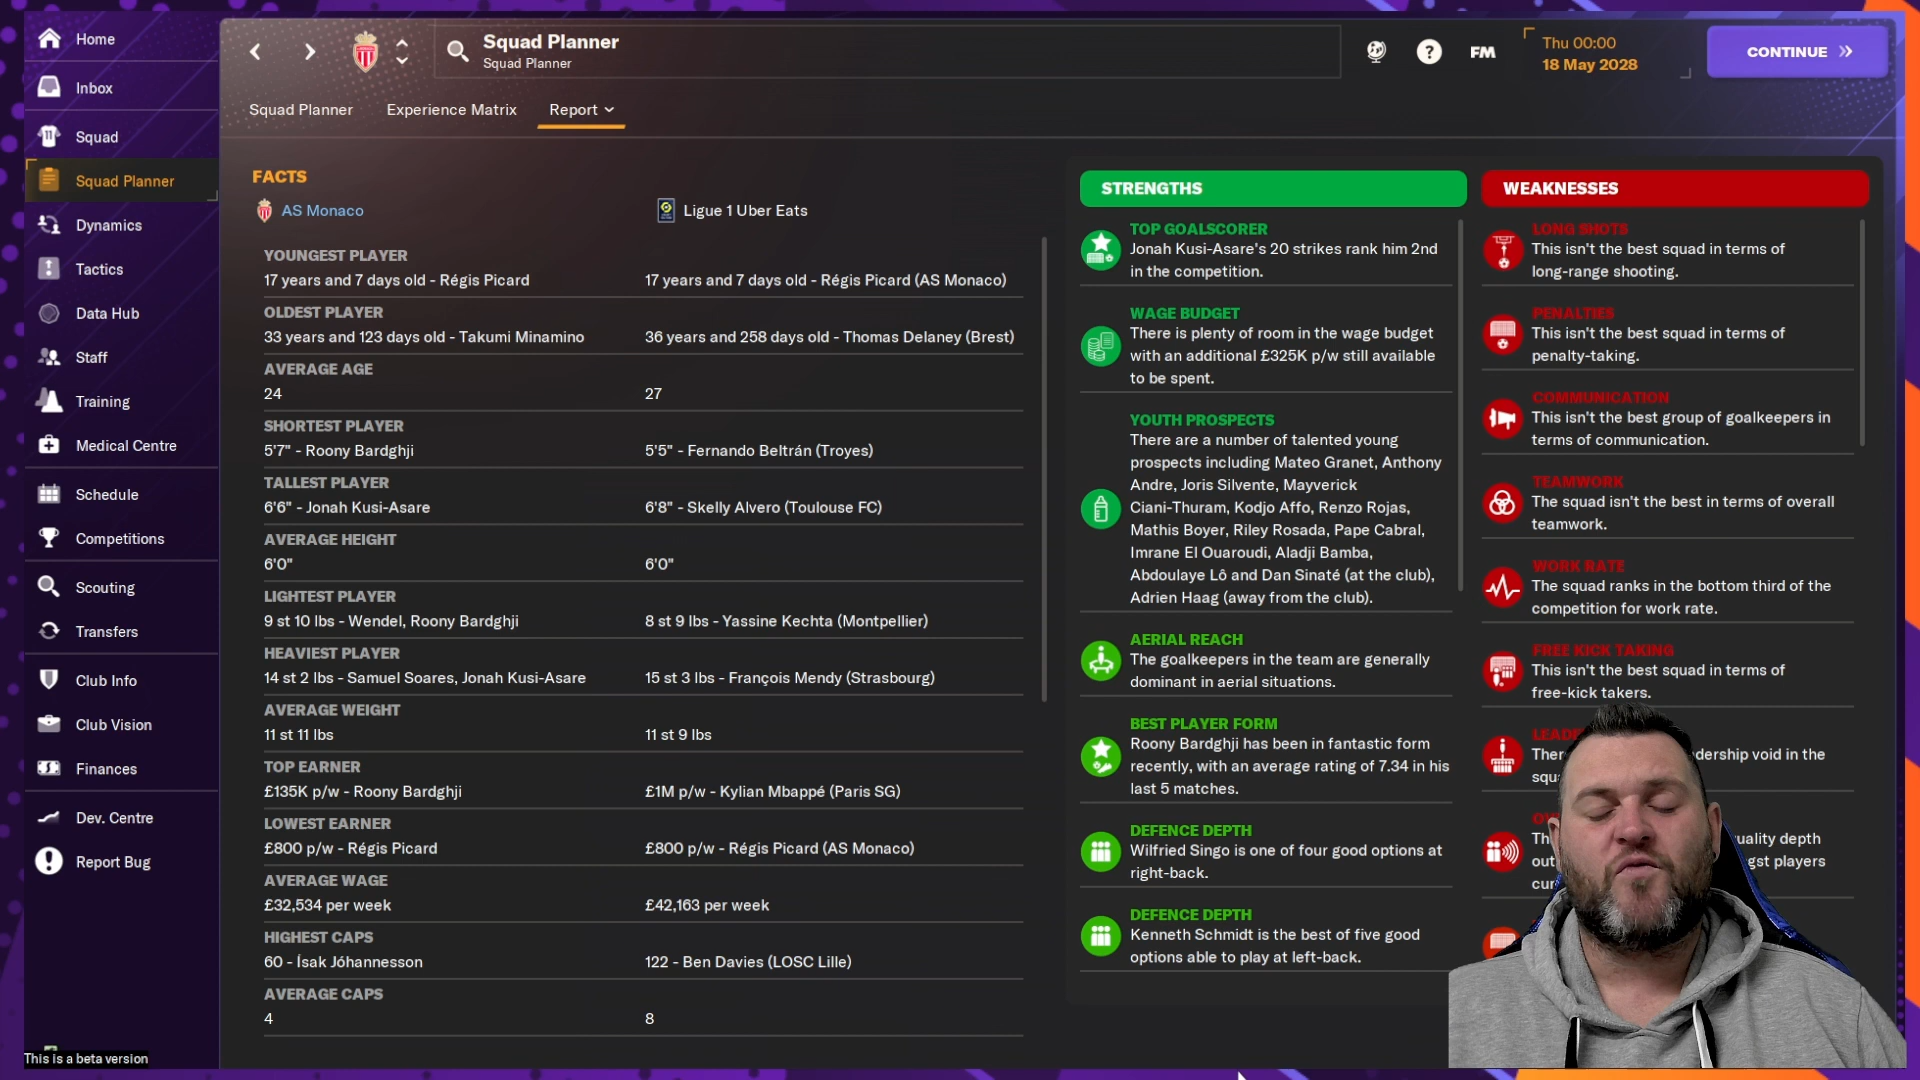 Home
Inbox
Squad
Squad Planner
Dynamics
Tactics
Data Hub
Staff
Training
Medical Centre
Schedule
Competitions
Scouting
Transfers
Club Info
Club Vision
Finances
Dev. Centre
Report Bug
This is a beta version
Squad Planner
Squad Planner
?
FM
Thu 00:00
18 May 2028
CONTINUE
Squad Planner
Experience Matrix
Report
FACTS
AS Monaco
Ligue 1 Uber Eats
YOUNGEST PLAYER
17 years and 7 days old - Régis Picard
17 years and 7 days old - Régis Picard (AS Monaco)
OLDEST PLAYER
33 years and 123 days old - Takumi Minamino
36 years and 258 days old - Thomas Delaney (Brest)
AVERAGE AGE
24
27
SHORTEST PLAYER
5'7" - Roony Bardghji
5'5" - Fernando Beltrán (Troyes)
TALLEST PLAYER
6'6" - Jonah Kusi-Asare
6'8" - Skelly Alvero (Toulouse FC)
AVERAGE HEIGHT
6'0"
6'0"
LIGHTEST PLAYER
9 st 10 lbs - Wendel, Roony Bardghji
8 st 9 lbs - Yassine Kechta (Montpellier)
HEAVIEST PLAYER
14 st 2 lbs - Samuel Soares, Jonah Kusi-Asare
15 st 3 lbs - François Mendy (Strasbourg)
AVERAGE WEIGHT
11 st 11 lbs
11 st 9 lbs
TOP EARNER
£135K p/w - Roony Bardghji
£1M p/w - Kylian Mbappé (Paris SG)
LOWEST EARNER
£800 p/w - Régis Picard
£800 p/w - Régis Picard (AS Monaco)
AVERAGE WAGE
£32,534 per week
£42,163 per week
HIGHEST CAPS
60 - Ísak Jóhannesson
122 - Ben Davies (LOSC Lille)
AVERAGE CAPS
4
8
STRENGTHS
TOP GOALSCORER
Jonah Kusi-Asare's 20 strikes rank him 2nd
in the competition.
WAGE BUDGET
There is plenty of room in the wage budget
with an additional £325K p/w still available
to be spent.
YOUTH PROSPECTS
There are a number of talented young
prospects including Mateo Granet, Anthony
Andre, Joris Silvente, Mayverick
Ciani-Thuram, Kodjo Affo, Renzo Rojas,
Mathis Boyer, Riley Rosada, Pape Cabral,
Imrane El Ouaroudi, Aladji Bamba,
Abdoulaye Lô and Dan Sinaté (at the club),
Adrien Haag (away from the club).
AERIAL REACH
The goalkeepers in the team are generally
dominant in aerial situations.
BEST PLAYER FORM
Roony Bardghji has been in fantastic form
recently, with an average rating of 7.34 in his
last 5 matches.
DEFENCE DEPTH
Wilfried Singo is one of four good options at
right-back.
DEFENCE DEPTH
Kenneth Schmidt is the best of five good
options able to play at left-back.
WEAKNESSES
LONG SHOTS
This isn't the best squad in terms of
long-range shooting.
PENALTIES
This isn't the best squad in terms of
penalty-taking.
COMMUNICATION
This isn't the best group of goalkeepers in
terms of communication.
TEAMWORK
The squad isn't the best in terms of overall
teamwork.
WORK RATE
The squad ranks in the bottom third of the
competition for work rate.
FREE KICK TAKING
This isn't the best squad in terms of
free-kick takers.
void in the
depth
out
players